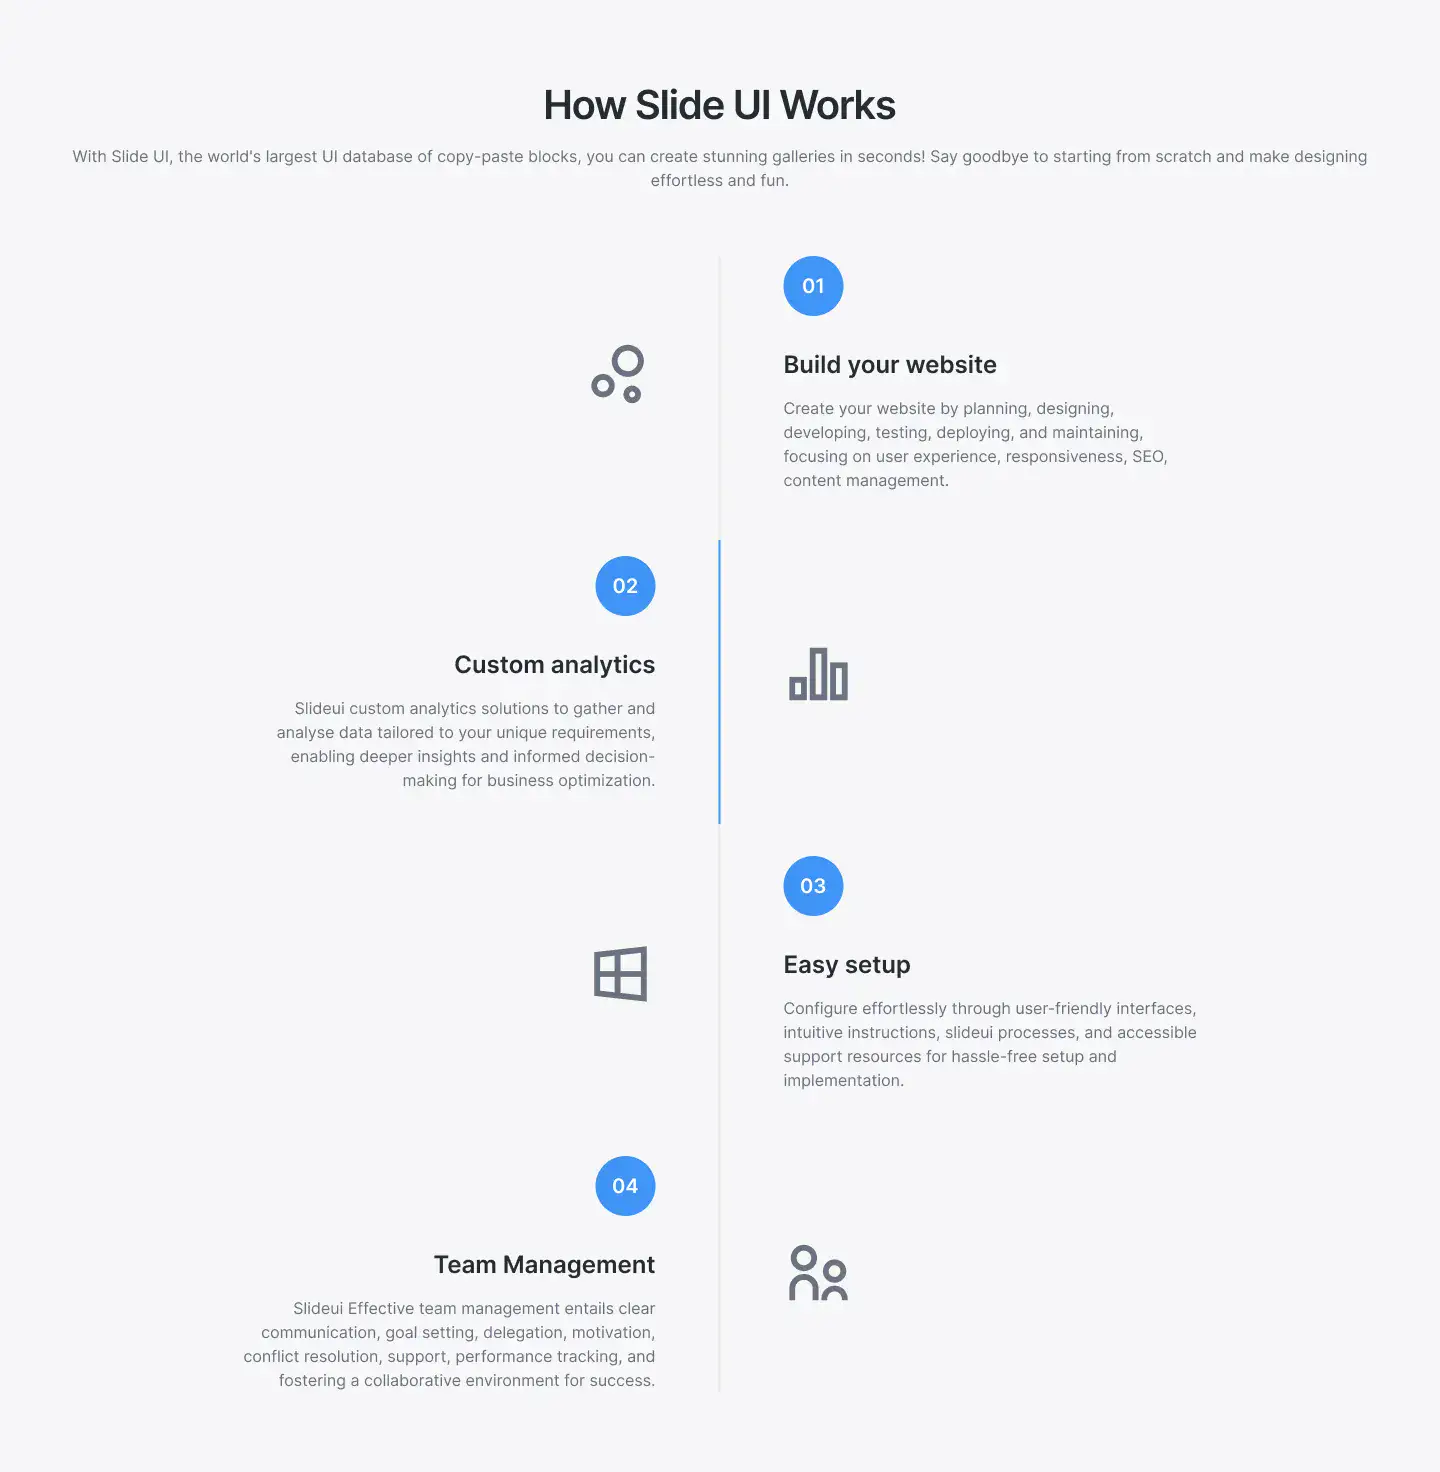 How Slide UI Works
With Slide UI, the world's largest UI database of copy-paste blocks, you can create stunning galleries in seconds! Say goodbye to starting from scratch and make designing
effortless and fun.
01
Build your website
Create your website by planning, designing,
developing, testing, deploying, and maintaining,
focusing on user experience, responsiveness, SEO,
content management.
02
Custom analytics
Slideui custom analytics solutions to gather and
analyse data tailored to your unique requirements,
enabling deeper insights and informed decision-
making for business optimization.
03
Easy setup
Configure effortlessly through user-friendly interfaces,
intuitive instructions, slideui processes, and accessible
support resources for hassle-free setup and
implementation.
04
Team Management
Slideui Effective team management entails clear
communication, goal setting, delegation, motivation,
conflict resolution, support, performance tracking, and
fostering a collaborative environment for success.